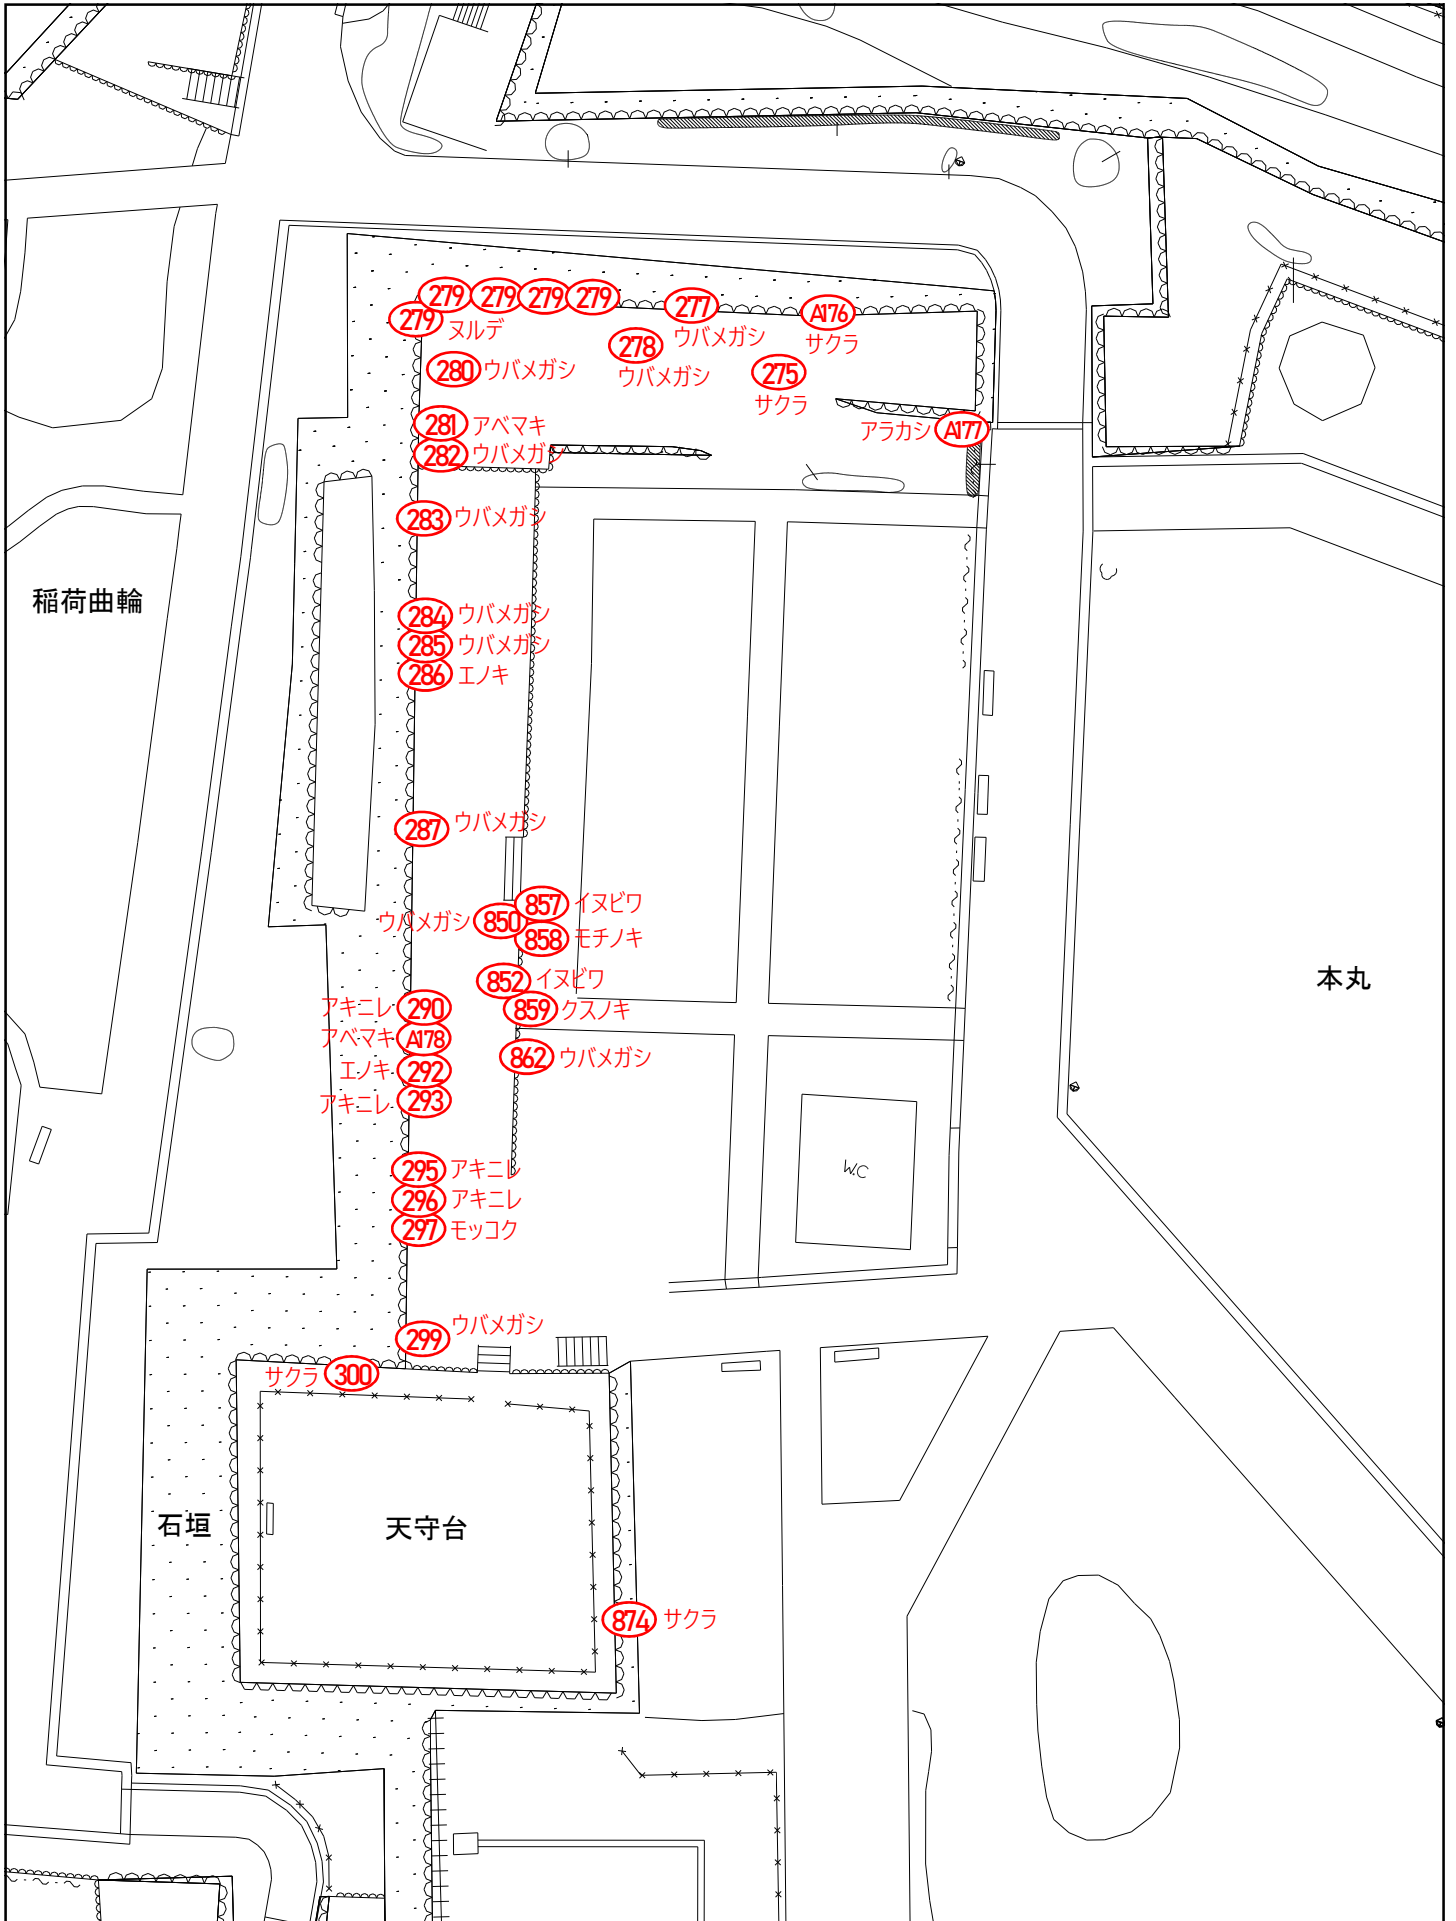 279 279 279 279
279 ヌルデ
277 ウバメガシ
A176 サクラ
278 ウバメガシ
280 ウバメガシ
275 サクラ
281 アベマキ
アラカシ A177
282 ウバメガシ
283 ウバメガシ
稲荷曲輪
284 ウバメガシ
285 ウバメガシ
286 エノキ
287 ウバメガシ
857 イヌビワ
ウバメガシ 850
858 モチノキ
852 イヌビワ
本丸
アキニレ 290
859 クスノキ
アベマキ A178
862 ウバメガシ
エノキ 292
アキニレ 293
295 アキニレ
W.C
296 アキニレ
297 モッコク
299 ウバメガシ
サクラ 300
石垣
天守台
874 サクラ